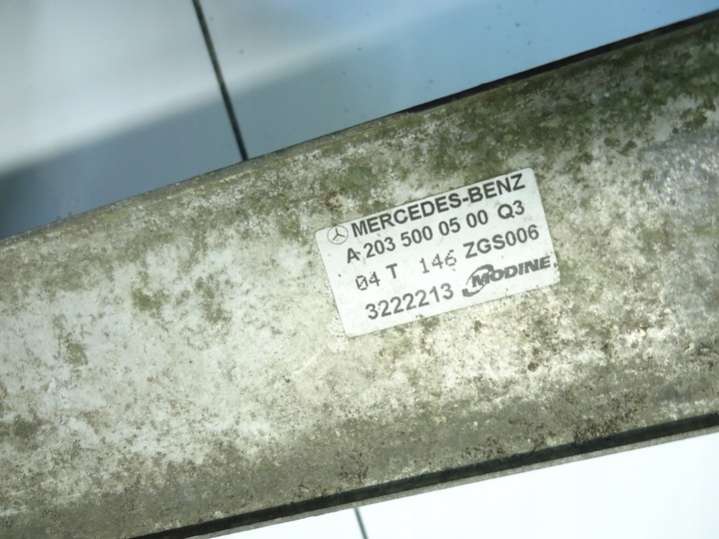 MERCEDES-BENZ
A 203 500 05 00 Q3
04 T 146 ZGS006
3222213 MODINE